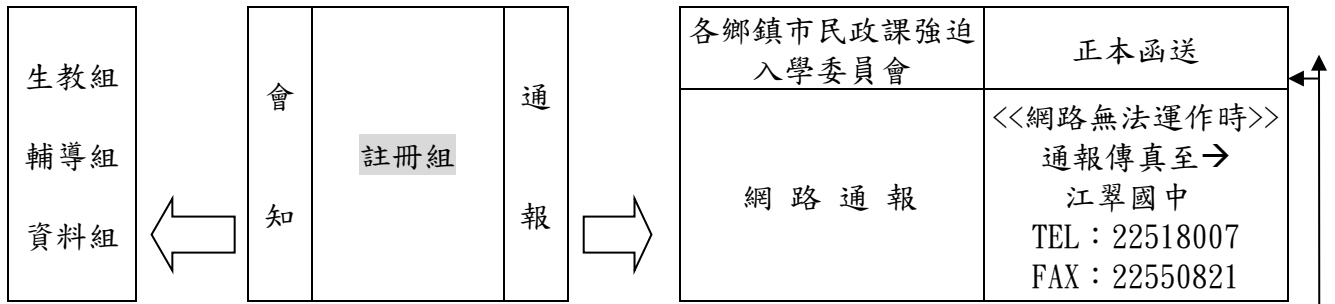 生教組
輔導組
資料組
會知
註冊組
通報
各鄉鎮市民政課強迫
入學委員會
正本函送
網路通報
<<網路無法運作時>>
通報傳真至→
江翠國中
TEL：22518007
FAX：22550821